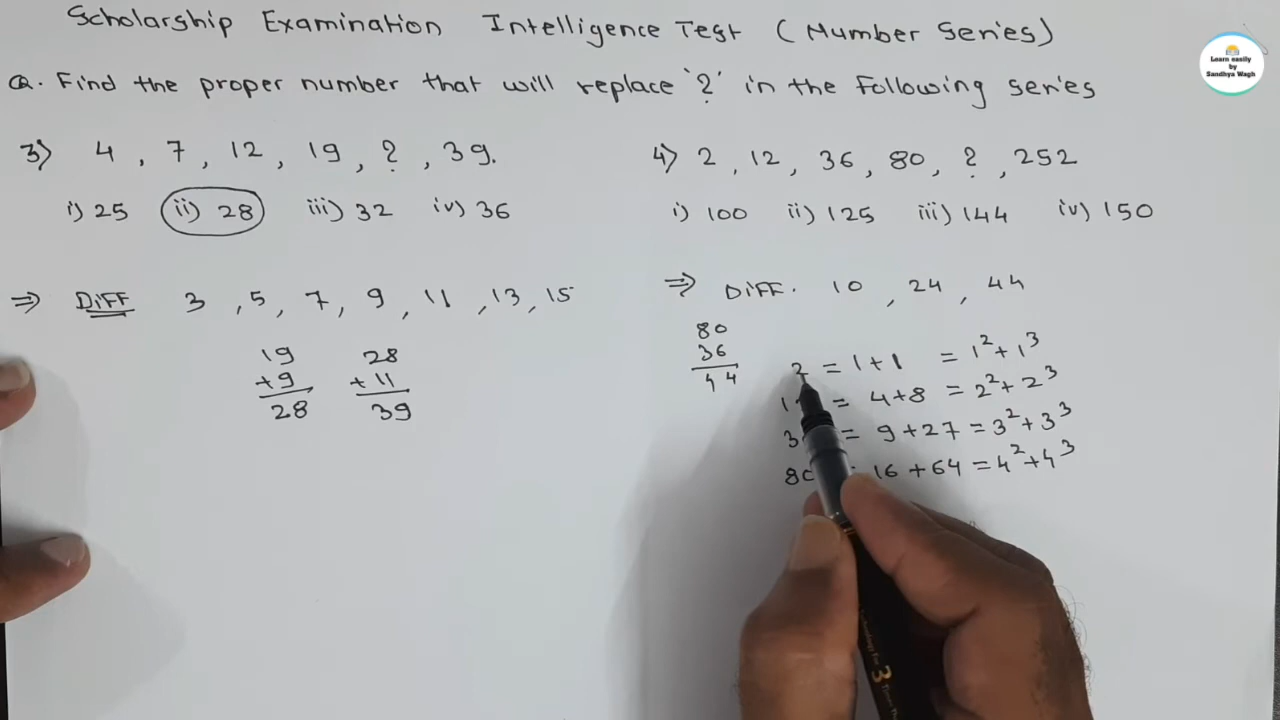 Scholarship Examination Intelligence Test (Number Series)
Learn easily
by
Sandhya Wagh
Q. Find the proper number that will replace '?' in the following series
3) 4, 7, 12, 19, ?, 39.
i) 25 ii) 28 iii) 32 iv) 36
⇒ DIFF 3, 5, 7, 9, 11, 13, 15
19
+9
28
28
+11
39
4) 2, 12, 36, 80, ?, 252
i) 100 ii) 125 iii) 144 iv) 150
⇒ DIFF. 10, 24, 44
80
36
44
2 = 1+1 = 1²+1³
= 4+8 = 2²+2³
= 9+27 = 3²+3³
16+64 = 4²+4³